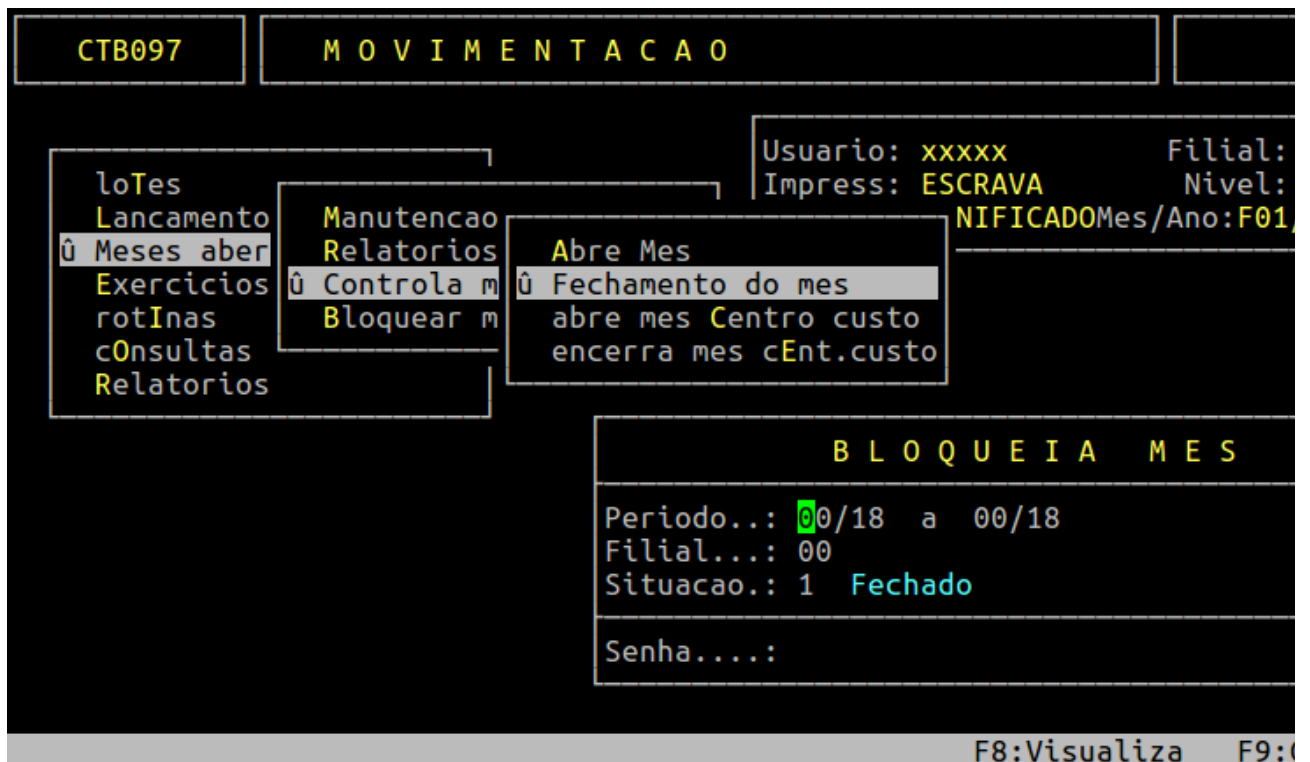 CTB097
M O V I M E N T A C A O
Usuario: xxxxx Filial:
Impress: ESCRAVA Nivel:
NIFICADOMes/Ano:F01/
loTes
Lancamento
û Meses aber
Exercicios
rotInas
cOnsultas
Relatorios
Manutencao
Relatorios
û Controla m
Bloquear m
Abre Mes
û Fechamento do mes
abre mes Centro custo
encerra mes cEnt.custo
B L O Q U E I A M E S
Periodo..: 00/18 a 00/18
Filial...: 00
Situacao.: 1 Fechado
Senha....:
F8:Visualiza F9: